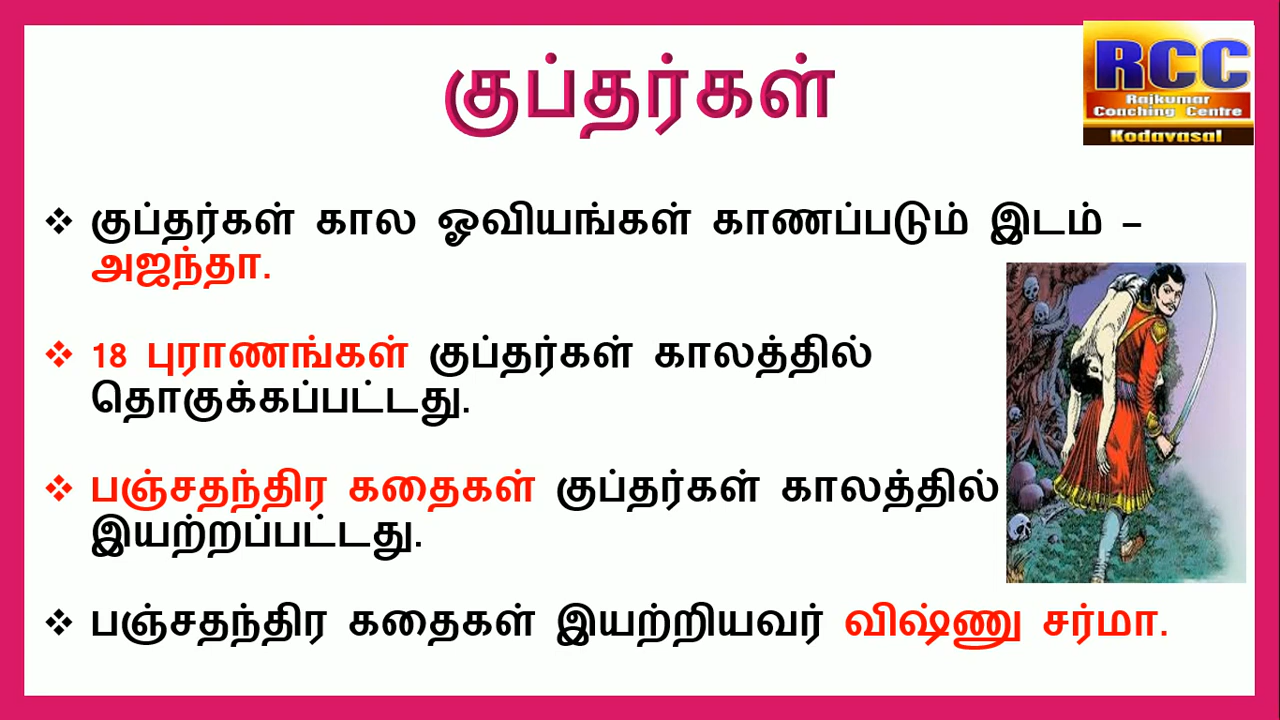 குப்தர்கள்
RCC
Rajkumar
Coaching Centre
Kodavasal
❖ குப்தர்கள் கால ஓவியங்கள் காணப்படும் இடம் –
அஜந்தா.
❖ 18 புராணங்கள் குப்தர்கள் காலத்தில்
தொகுக்கப்பட்டது.
❖ பஞ்சதந்திர கதைகள் குப்தர்கள் காலத்தில்
இயற்றப்பட்டது.
❖ பஞ்சதந்திர கதைகள் இயற்றியவர் விஷ்ணு சர்மா.